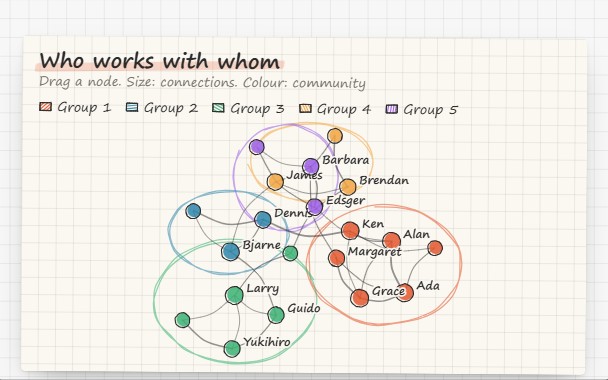 Who works with whom
Drag a node. Size: connections. Colour: community
Group 1 Group 2 Group 3 Group 4 Group 5
Barbara
James
Brendan
Edsger
Dennis
Ken
Alan
Bjarne
Margaret
Larry
Grace
Ada
Guido
Yukihiro